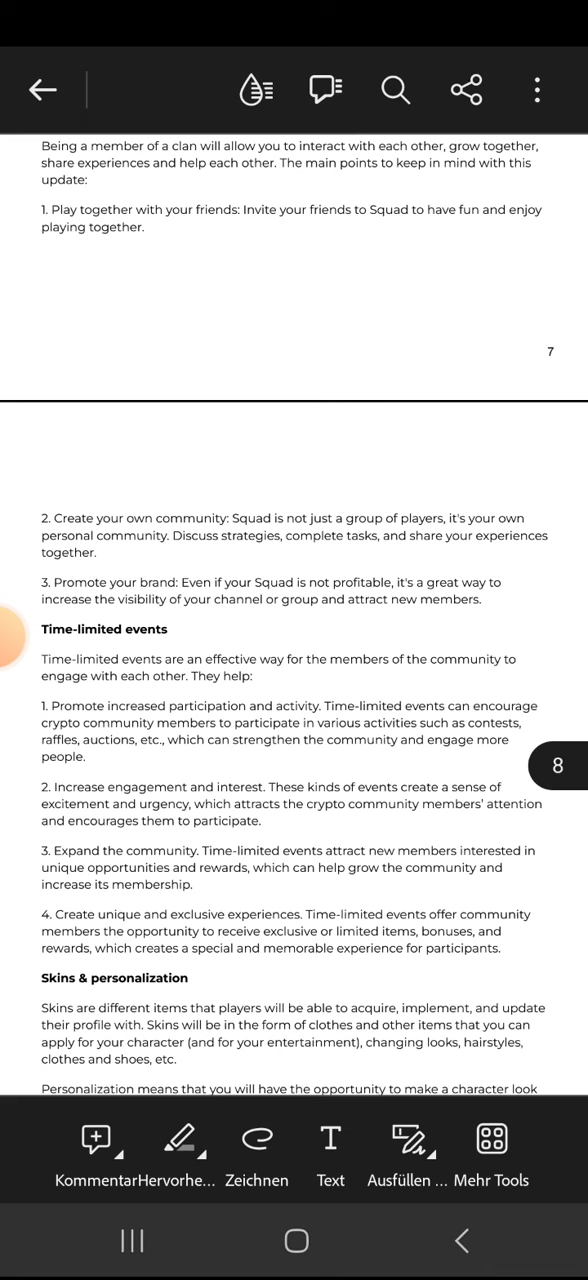 Being a member of a clan will allow you to interact with each other, grow together,
share experiences and help each other. The main points to keep in mind with this
update:
1. Play together with your friends: Invite your friends to Squad to have fun and enjoy
playing together.
7
2. Create your own community: Squad is not just a group of players, it's your own
personal community. Discuss strategies, complete tasks, and share your experiences
together.
3. Promote your brand: Even if your Squad is not profitable, it's a great way to
increase the visibility of your channel or group and attract new members.
Time-limited events
Time-limited events are an effective way for the members of the community to
engage with each other. They help:
1. Promote increased participation and activity. Time-limited events can encourage
crypto community members to participate in various activities such as contests,
raffles, auctions, etc., which can strengthen the community and engage more
people.
8
2. Increase engagement and interest. These kinds of events create a sense of
excitement and urgency, which attracts the crypto community members' attention
and encourages them to participate.
3. Expand the community. Time-limited events attract new members interested in
unique opportunities and rewards, which can help grow the community and
increase its membership.
4. Create unique and exclusive experiences. Time-limited events offer community
members the opportunity to receive exclusive or limited items, bonuses, and
rewards, which creates a special and memorable experience for participants.
Skins & personalization
Skins are different items that players will be able to acquire, implement, and update
their profile with. Skins will be in the form of clothes and other items that you can
apply for your character (and for your entertainment), changing looks, hairstyles,
clothes and shoes, etc.
Personalization means that you will have the opportunity to make a character look
Kommentar Hervorhe... Zeichnen Text Ausfüllen ... Mehr Tools